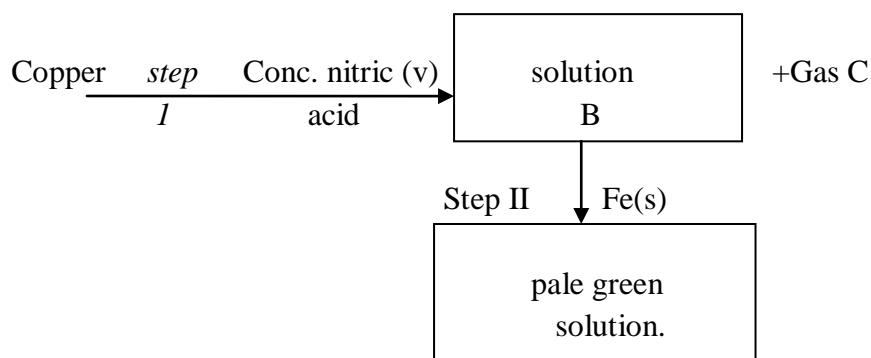 Copper step Conc. nitric (v) solution +Gas C
1 acid B
Step II Fe(s)
pale green
solution.